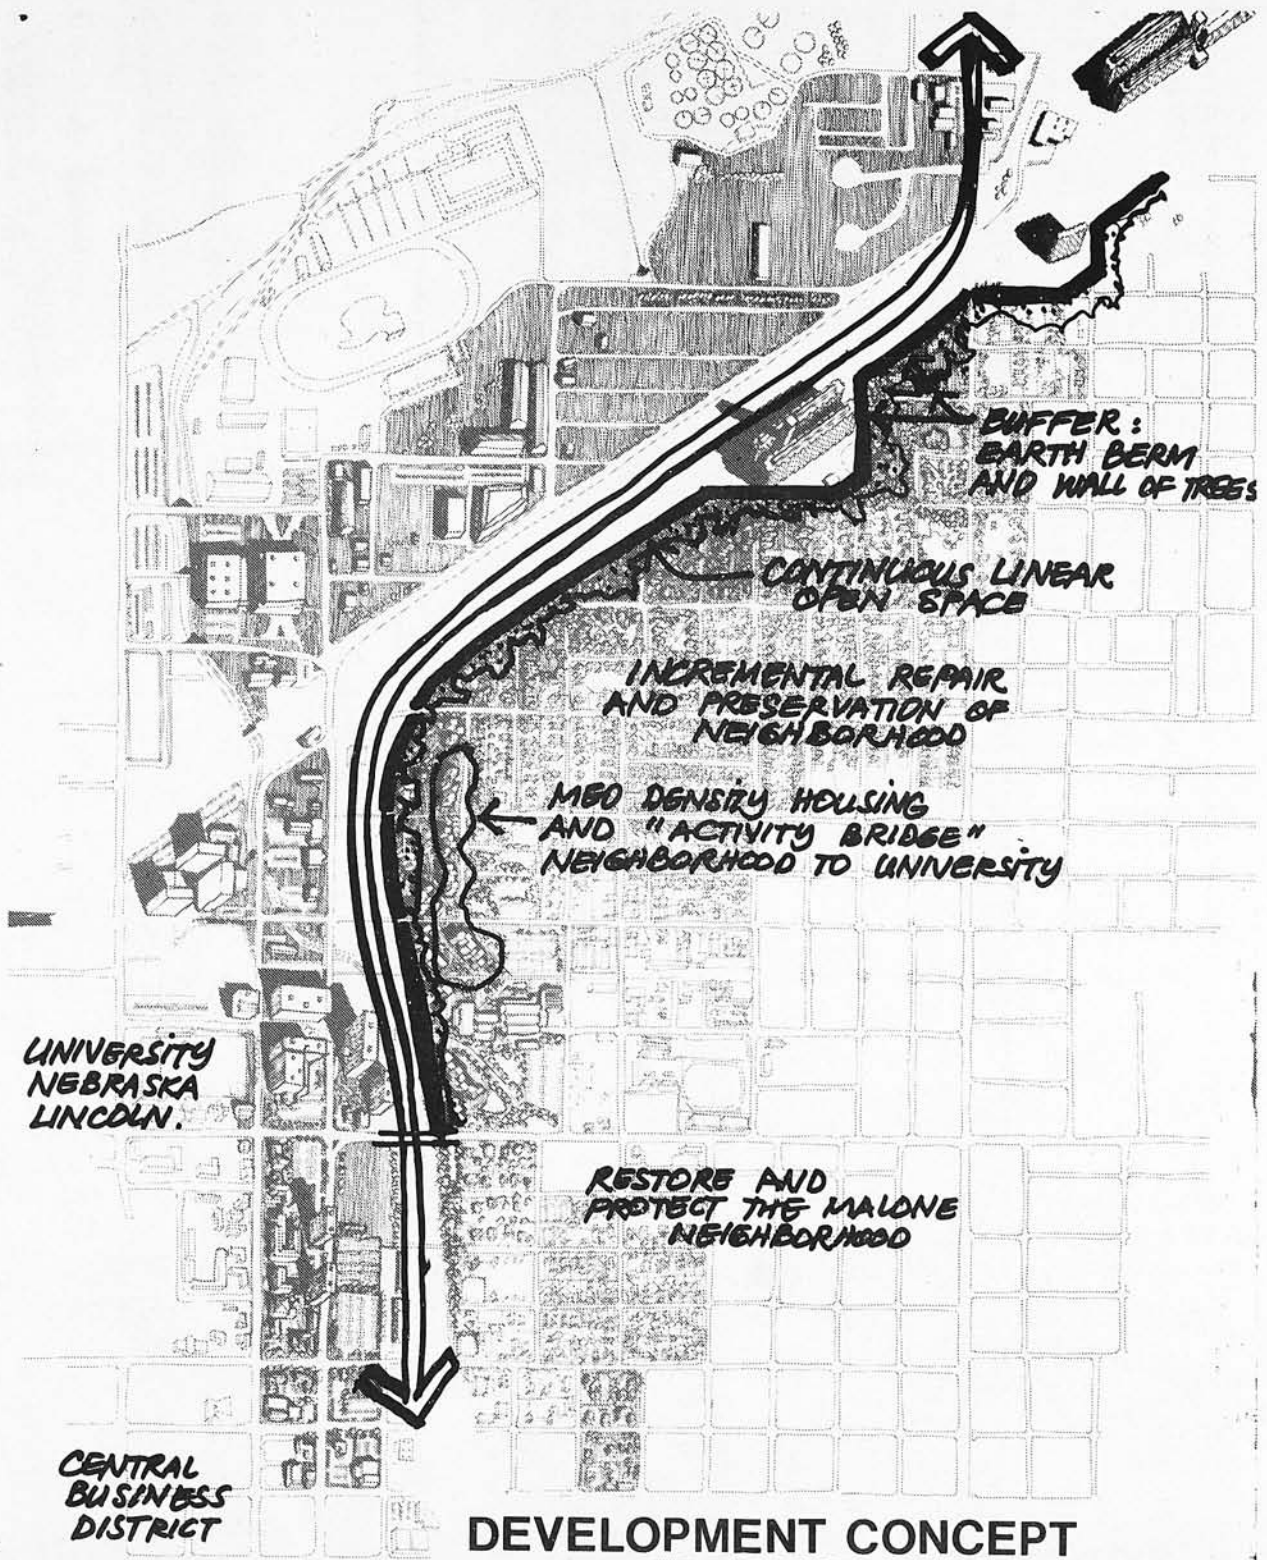 BUFFER:
EARTH BERM
AND WALL OF TREES
CONTINUOUS LINEAR
OPEN SPACE
INCREMENTAL REPAIR
AND PRESERVATION OF
NEIGHBORHOOD
MED DENSITY HOUSING
AND "ACTIVITY BRIDGE"
NEIGHBORHOOD TO UNIVERSITY
UNIVERSITY
NEBRASKA
LINCOLN.
RESTORE AND
PROTECT THE MALONE
NEIGHBORHOOD
CENTRAL
BUSINESS
DISTRICT
DEVELOPMENT CONCEPT